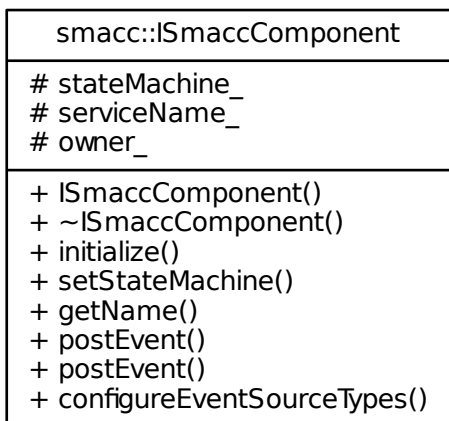 smacc::ISmaccComponent
# stateMachine_
# serviceName_
# owner_
+ ISmaccComponent()
+ ~ISmaccComponent()
+ initialize()
+ setStateMachine()
+ getName()
+ postEvent()
+ postEvent()
+ configureEventSourceTypes()